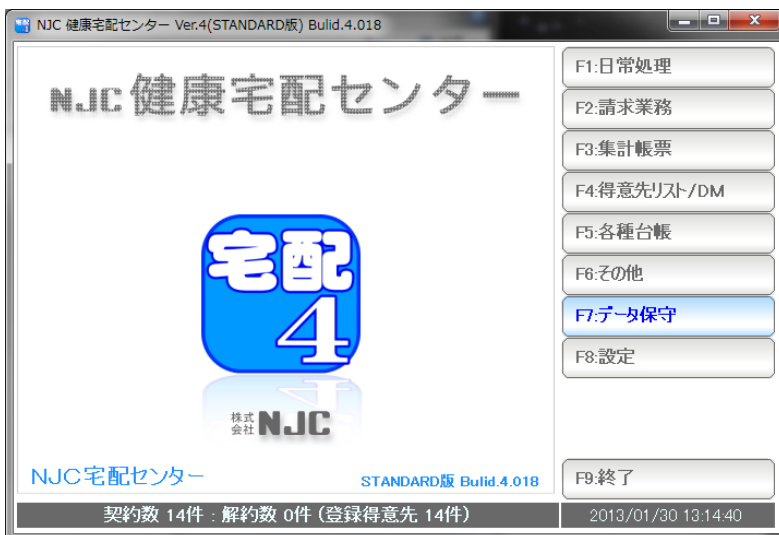 NJC 健康宅配センター Ver.4(STANDARD版) Bulid.4.018
NJC 健康宅配センター
宅配
4
株式
会社 NJC
NJC宅配センター
STANDARD版 Bulid.4.018
契約数 14件 : 解約数 0件 (登録得意先 14件)
F1:日常処理
F2:請求業務
F3:集計帳票
F4:得意先リスト/DM
F5:各種台帳
F6:その他
F7:データ保守
F8:設定
F9:終了
2013/01/30 13:14:40